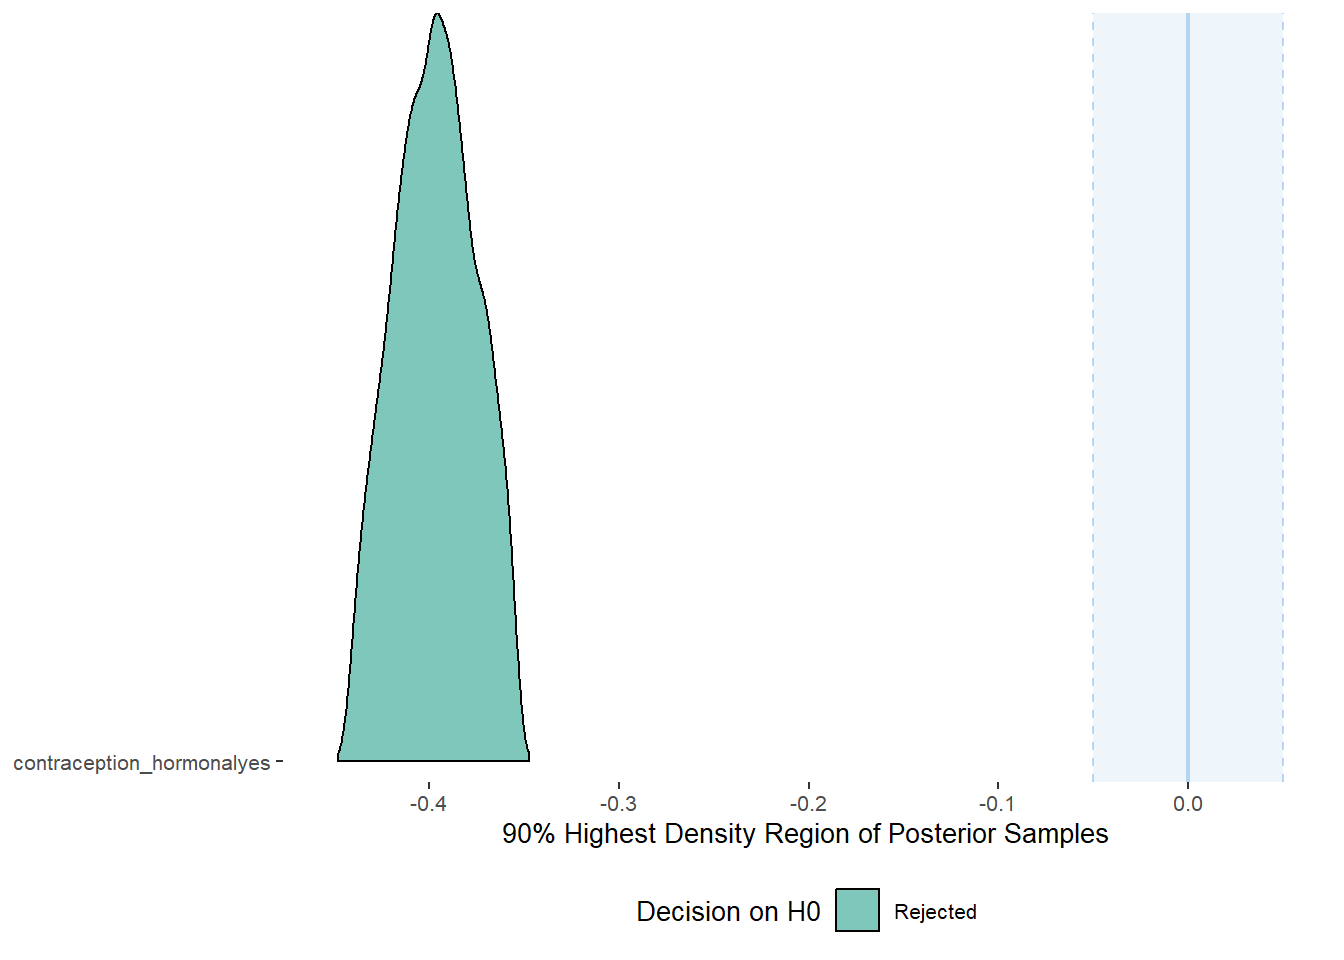 contraception_hormonalyes
-0.4 -0.3 -0.2 -0.1 0.0
90% Highest Density Region of Posterior Samples
Decision on H0 Rejected